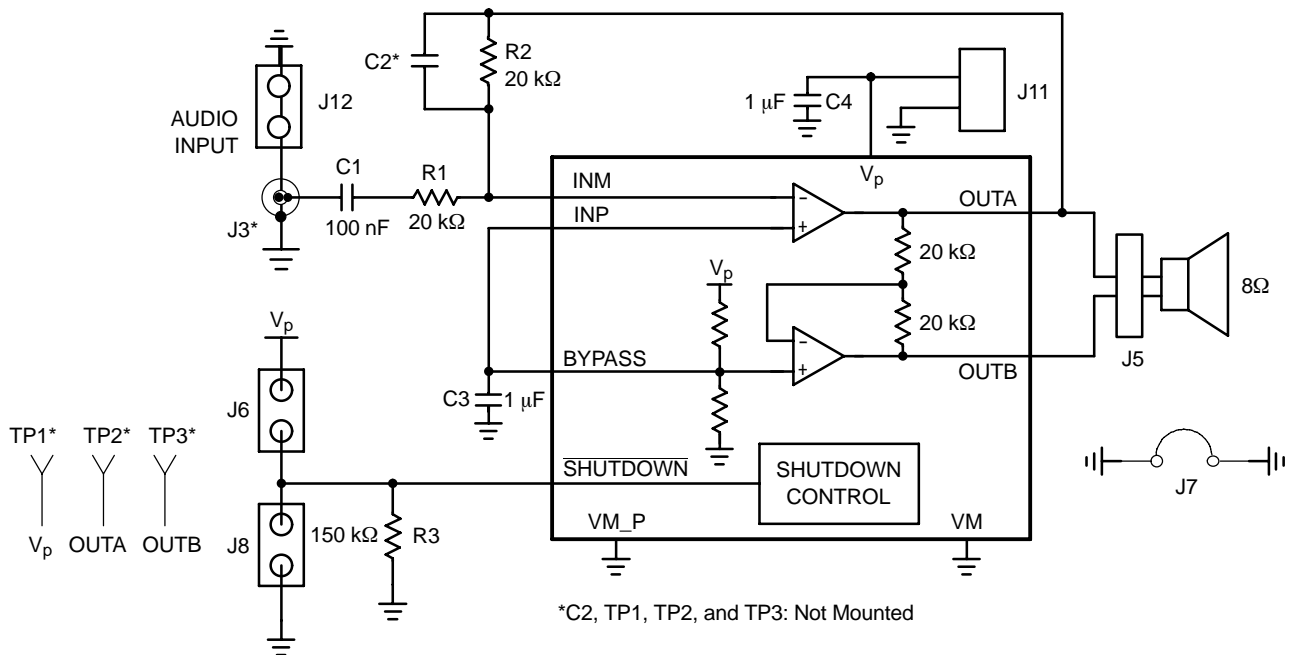 C2*
R2
20 kΩ
J12
AUDIO
INPUT
1 μF
C4
J11
Vp
C1
100 nF
R1
20 kΩ
J3*
INM
INP
OUTA
20 kΩ
Vp
20 kΩ
8Ω
J5
BYPASS
OUTB
C3
1 μF
Vp
J6
TP1*
TP2*
TP3*
Vp
OUTA
OUTB
SHUTDOWN
SHUTDOWN
CONTROL
J7
J8
150 kΩ
R3
VM_P
VM
*C2, TP1, TP2, and TP3: Not Mounted